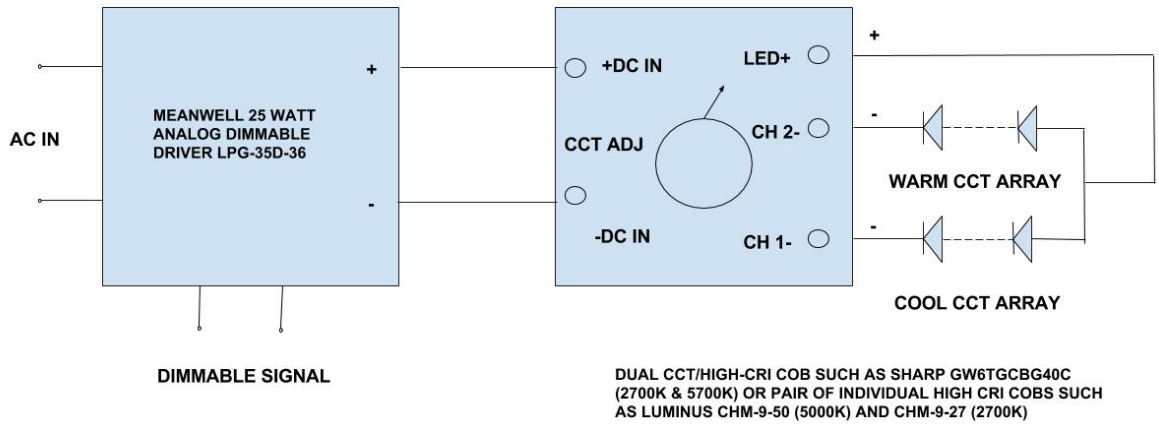 AC IN
MEANWELL 25 WATT
ANALOG DIMMABLE
DRIVER LPG-35D-36
+
-
DIMMABLE SIGNAL
+DC IN
CCT ADJ
-DC IN
LED+
CH 2-
CH 1-
+
-
WARM CCT ARRAY
-
COOL CCT ARRAY
DUAL CCT/HIGH-CRI COB SUCH AS SHARP GW6TGCBG40C
(2700K & 5700K) OR PAIR OF INDIVIDUAL HIGH CRI COBS SUCH
AS LUMINUS CHM-9-50 (5000K) AND CHM-9-27 (2700K)